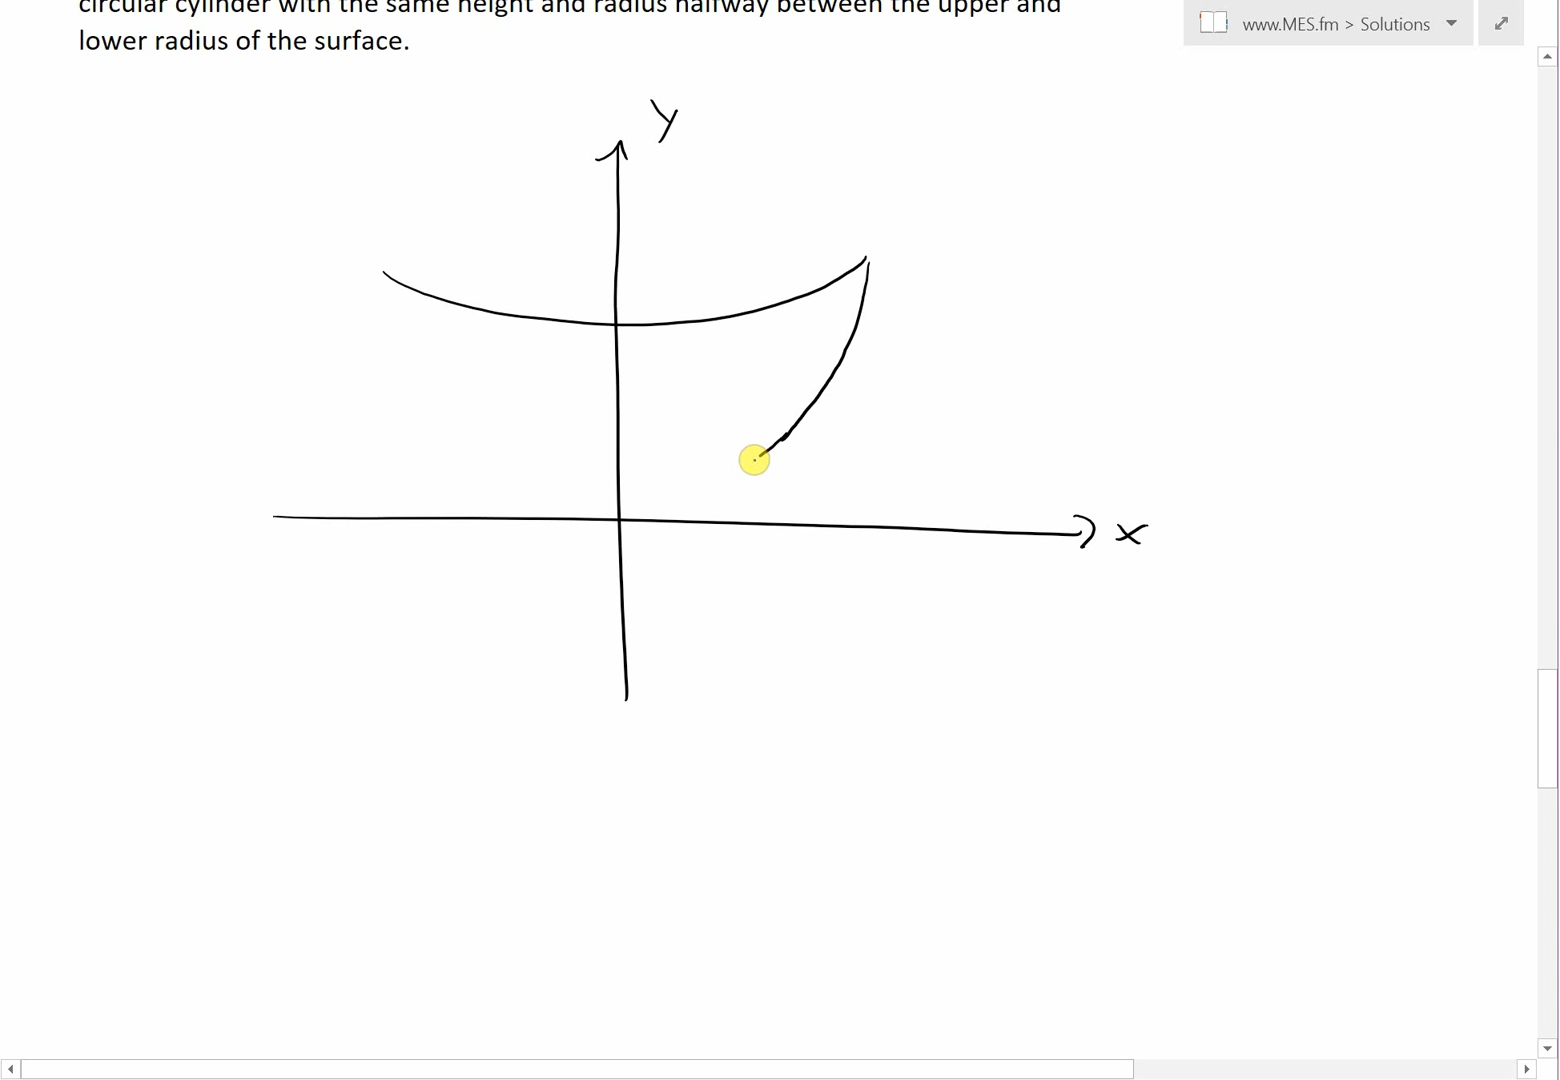 circular cylinder with the same height and radius halfway between the upper and
lower radius of the surface.
www.MES.fm > Solutions
y
x